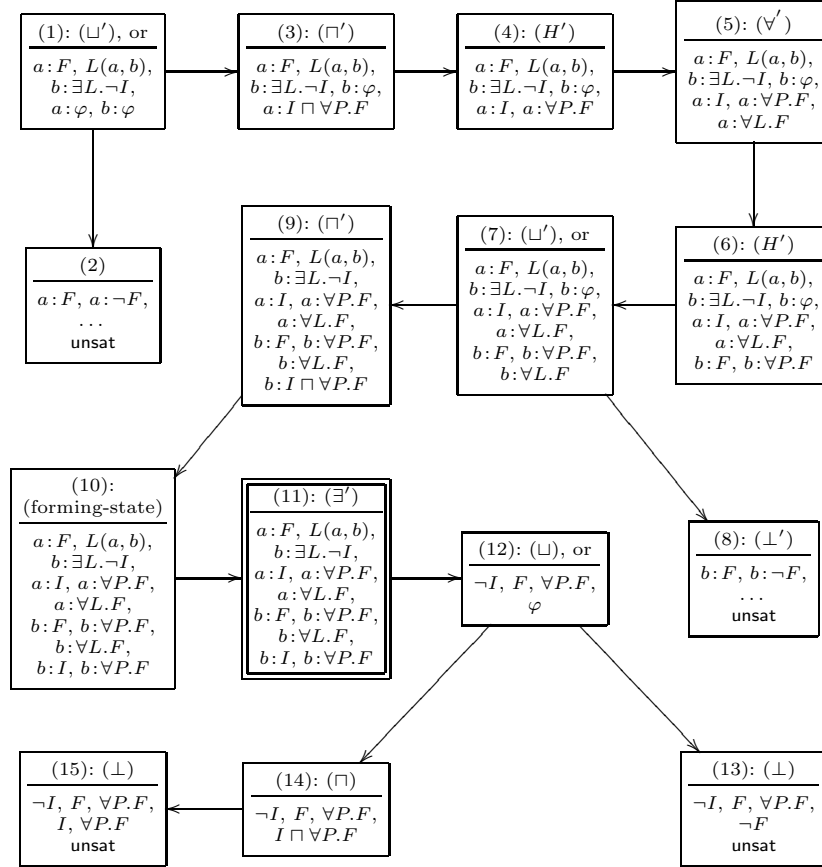 (1): (⊔′), or
a:F, L(a, b),
b:∃L.¬I,
a:φ, b:φ
(3): (⊓′)
a:F, L(a, b),
b:∃L.¬I, b:φ,
a:I ⊓ ∀P.F
(4): (H′)
a:F, L(a, b),
b:∃L.¬I, b:φ,
a:I, a:∀P.F
(5): (∀′)
a:F, L(a, b),
b:∃L.¬I, b:φ,
a:I, a:∀P.F,
a:∀L.F
(2)
a:F, a:¬F,
...
unsat
(9): (⊓′)
a:F, L(a, b),
b:∃L.¬I,
a:I, a:∀P.F,
a:∀L.F,
b:F, b:∀P.F,
b:∀L.F,
b:I ⊓ ∀P.F
(7): (⊔′), or
a:F, L(a, b),
b:∃L.¬I, b:φ,
a:I, a:∀P.F,
a:∀L.F,
b:F, b:∀P.F,
b:∀L.F
(6): (H′)
a:F, L(a, b),
b:∃L.¬I, b:φ,
a:I, a:∀P.F,
a:∀L.F,
b:F, b:∀P.F
(10):
(forming-state)
a:F, L(a, b),
b:∃L.¬I,
a:I, a:∀P.F,
a:∀L.F,
b:F, b:∀P.F,
b:∀L.F,
b:I, b:∀P.F
(11): (∃′)
a:F, L(a, b),
b:∃L.¬I,
a:I, a:∀P.F,
a:∀L.F,
b:F, b:∀P.F,
b:∀L.F,
b:I, b:∀P.F
(12): (⊔), or
¬I, F, ∀P.F,
φ
(8): (⊥′)
b:F, b:¬F,
...
unsat
(15): (⊥)
¬I, F, ∀P.F,
I, ∀P.F
unsat
(14): (⊓)
¬I, F, ∀P.F,
I ⊓ ∀P.F
(13): (⊥)
¬I, F, ∀P.F,
¬F
unsat